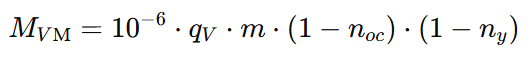 M_{VM} = 10^{-6} · q_V · m · (1 − n_{oc}) · (1 − n_y)